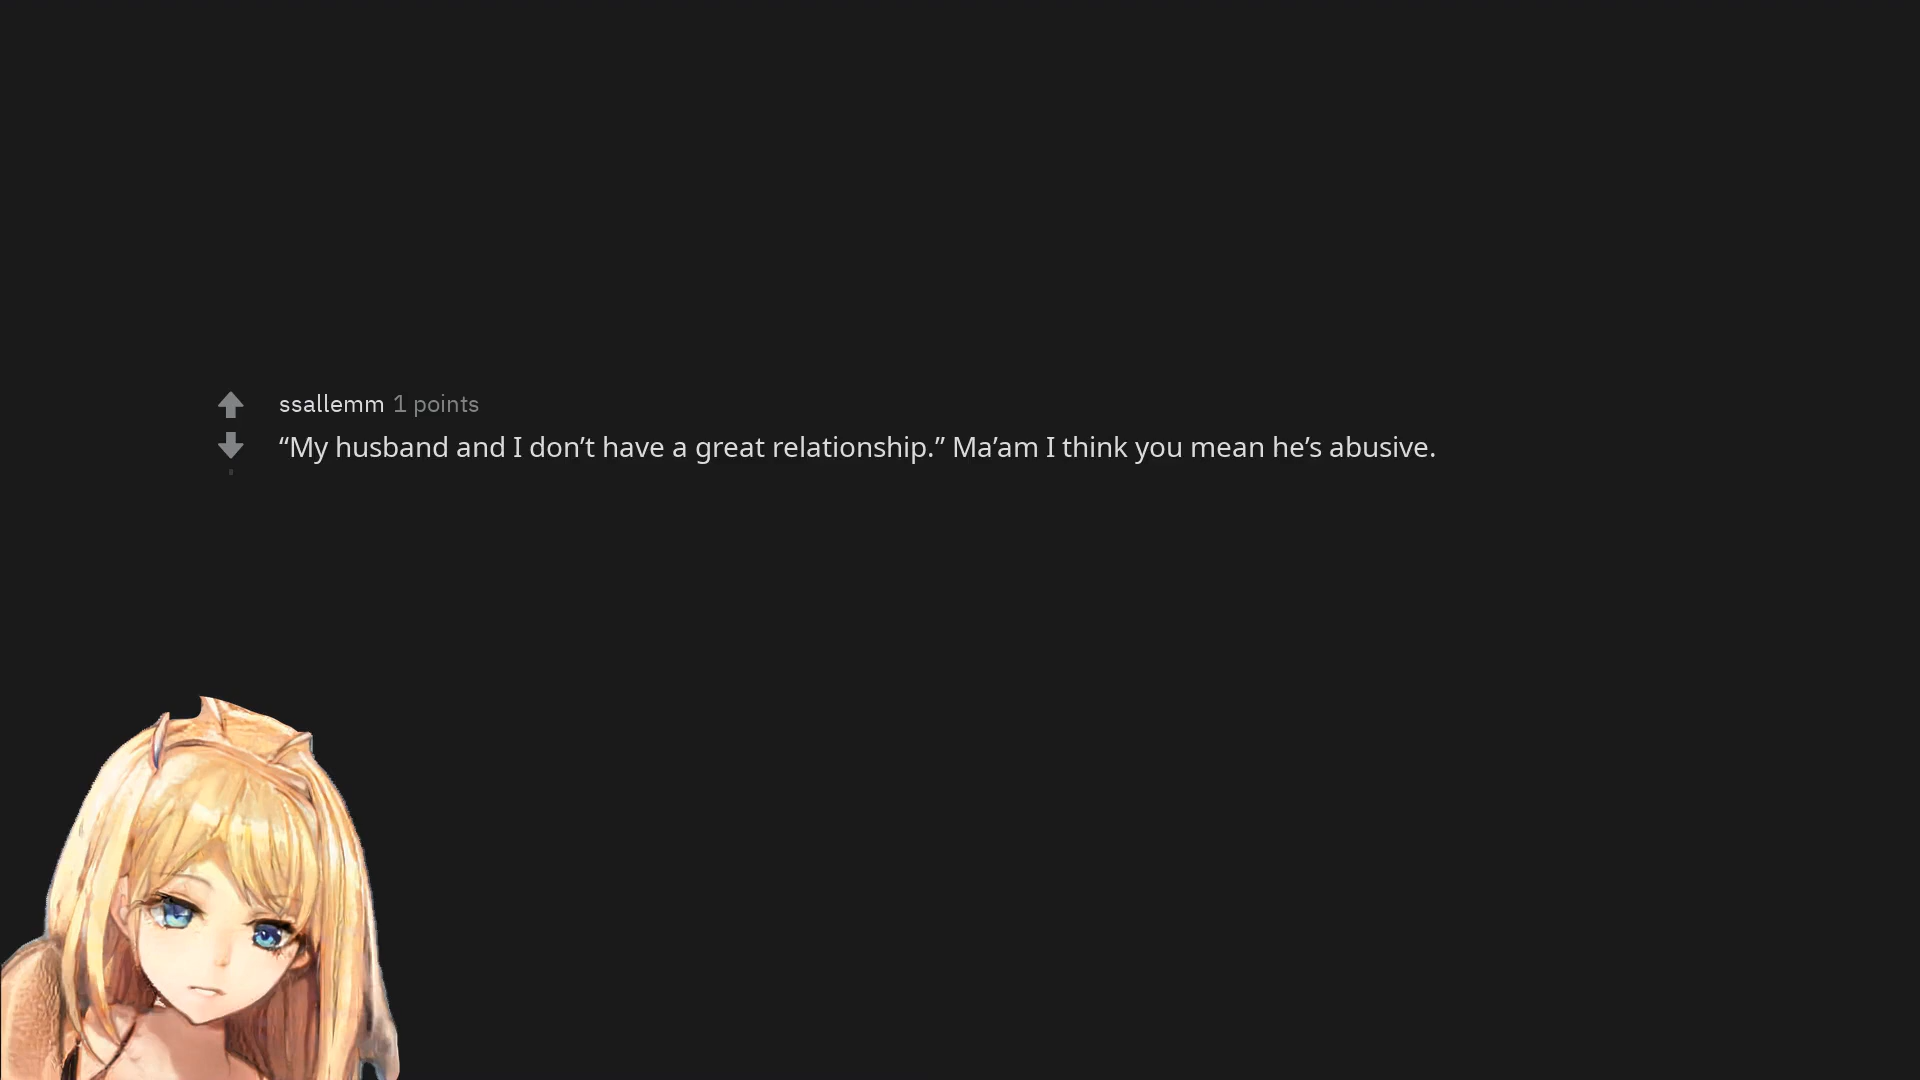 ssallemm 1 points
“My husband and I don’t have a great relationship.” Ma’am I think you mean he’s abusive.